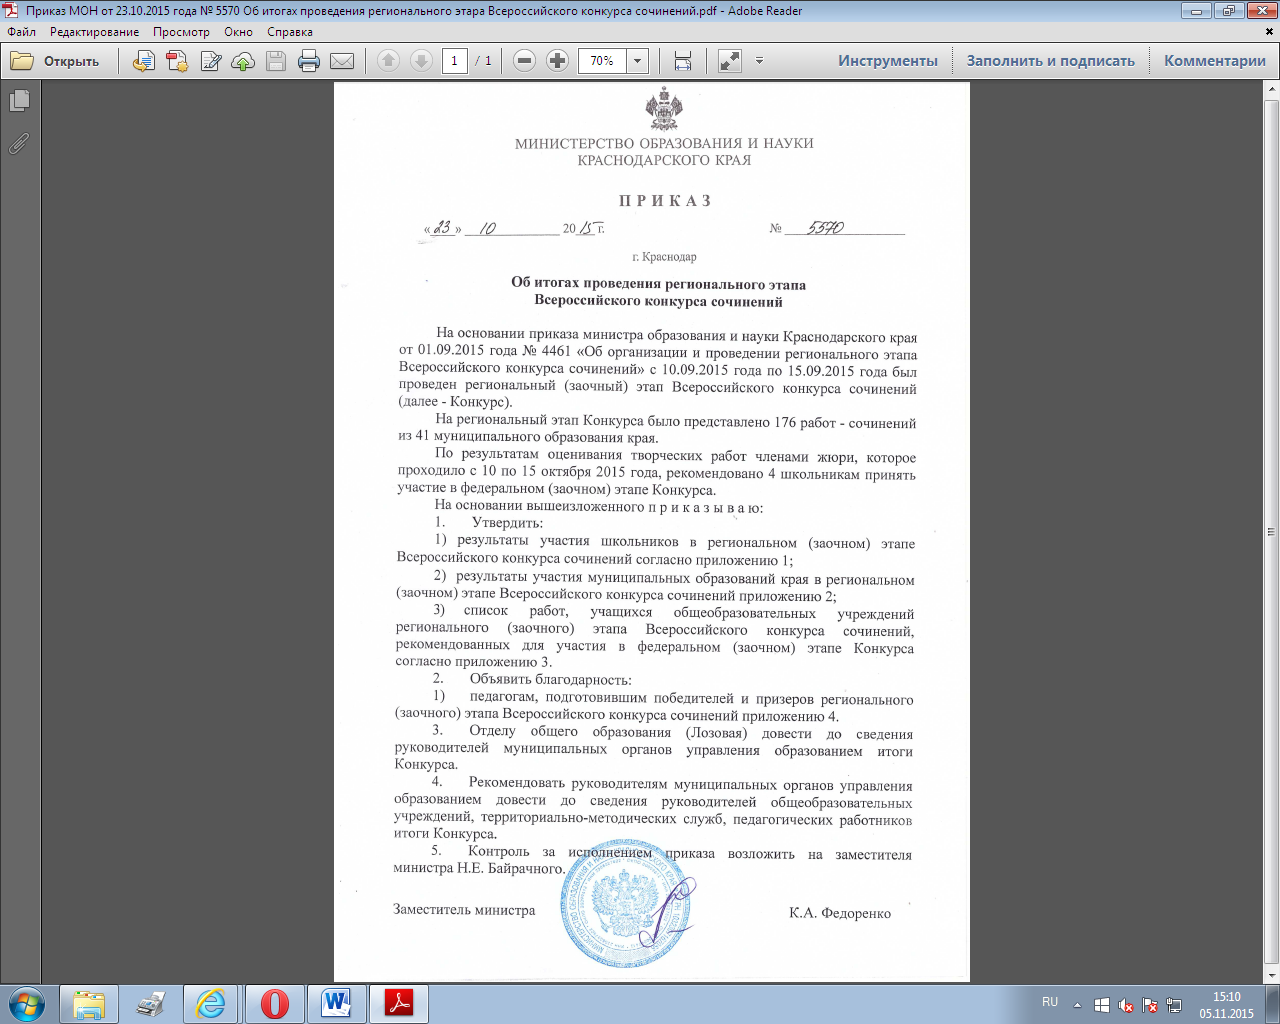 Приказ МОН от 23.10.2015 года № 5570 Об итогах проведения регионального этара Всероссийского конкурса сочинений.pdf - Adobe Reader
Файл Редактирование Просмотр Окно Справка
Открыть 1 / 1 70% Инструменты Заполнить и подписать Комментарии
МИНИСТЕРСТВО ОБРАЗОВАНИЯ И НАУКИ
КРАСНОДАРСКОГО КРАЯ
П Р И К А З
«23» 10 2015 г. № 5570
г. Краснодар
Об итогах проведения регионального этапа
Всероссийского конкурса сочинений
На основании приказа министра образования и науки Краснодарского края
от 01.09.2015 года № 4461 «Об организации и проведении регионального этапа
Всероссийского конкурса сочинений» с 10.09.2015 года по 15.09.2015 года был
проведен региональный (заочный) этап Всероссийского конкурса сочинений
(далее - Конкурс).
На региональный этап Конкурса было представлено 176 работ - сочинений
из 41 муниципального образования края.
По результатам оценивания творческих работ членами жюри, которое
проходило с 10 по 15 октября 2015 года, рекомендовано 4 школьникам принять
участие в федеральном (заочном) этапе Конкурса.
На основании вышеизложенного п р и к а з ы в а ю:
1. Утвердить:
1) результаты участия школьников в региональном (заочном) этапе
Всероссийского конкурса сочинений согласно приложению 1;
2) результаты участия муниципальных образований края в региональном
(заочном) этапе Всероссийского конкурса сочинений приложению 2;
3) список работ, учащихся общеобразовательных учреждений
регионального (заочного) этапа Всероссийского конкурса сочинений,
рекомендованных для участия в федеральном (заочном) этапе Конкурса
согласно приложению 3.
2. Объявить благодарность:
1) педагогам, подготовившим победителей и призеров регионального
(заочного) этапа Всероссийского конкурса сочинений приложению 4.
3. Отделу общего образования (Лозовая) довести до сведения
руководителей муниципальных органов управления образованием итоги
Конкурса.
4. Рекомендовать руководителям муниципальных органов управления
образованием довести до сведения руководителей общеобразовательных
учреждений, территориально-методических служб, педагогических работников
итоги Конкурса.
5. Контроль за исполнением приказа возложить на заместителя
министра Н.Е. Байрачного.
Заместитель министра К.А. Федоренко
RU 15:10
05.11.2015